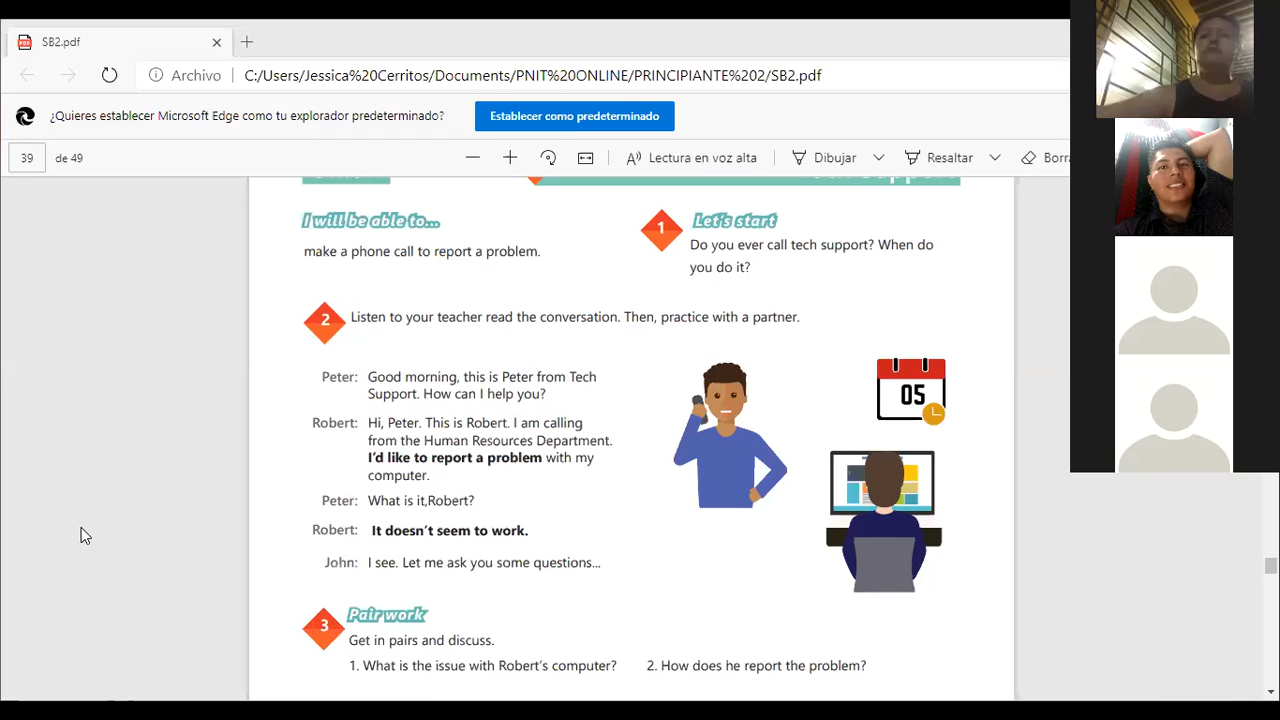 SB2.pdf
Archivo C:/Users/Jessica%20Cerritos/Documents/PNIT%20ONLINE/PRINCIPIANTE%202/SB2.pdf
¿Quieres establecer Microsoft Edge como tu explorador predeterminado? Establecer como predeterminado
39 de 49 Lectura en voz alta Dibujar Resaltar Borra
I will be able to...
make a phone call to report a problem.
1 Let's start
Do you ever call tech support? When do
you do it?
2 Listen to your teacher read the conversation. Then, practice with a partner.
Peter: Good morning, this is Peter from Tech
Support. How can I help you?
Robert: Hi, Peter. This is Robert. I am calling
from the Human Resources Department.
I'd like to report a problem with my
computer.
Peter: What is it,Robert?
Robert: It doesn't seem to work.
John: I see. Let me ask you some questions...
05
3 Pair work
Get in pairs and discuss.
1. What is the issue with Robert's computer? 2. How does he report the problem?